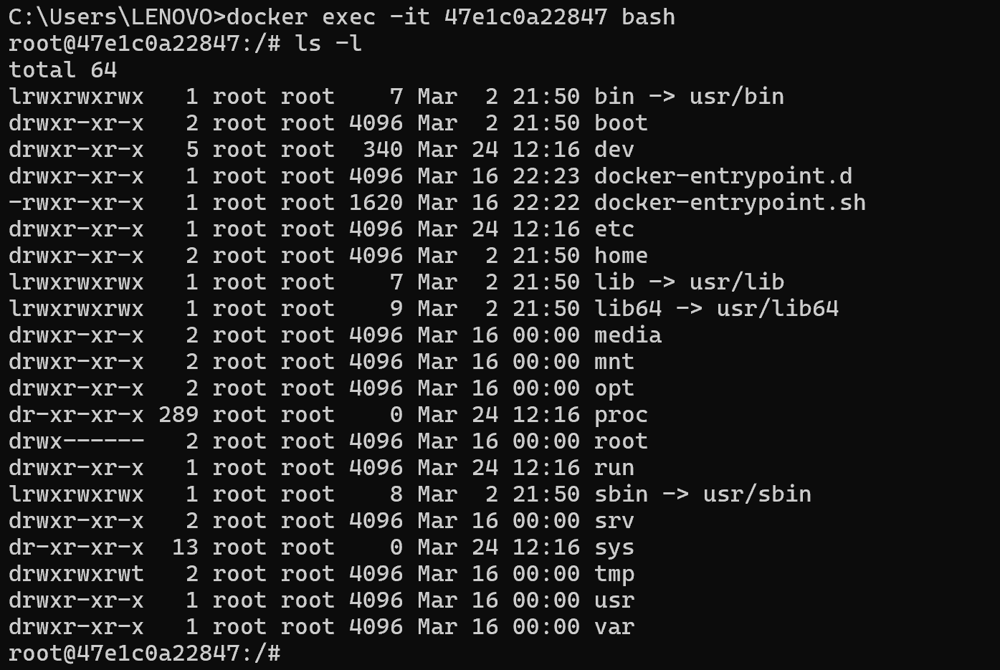 C:\Users\LENOVO>docker exec -it 47e1c0a22847 bash
root@47e1c0a22847:/# ls -l
total 64
lrwxrwxrwx   1 root root    7 Mar  2 21:50 bin -> usr/bin
drwxr-xr-x   2 root root 4096 Mar  2 21:50 boot
drwxr-xr-x   5 root root  340 Mar 24 12:16 dev
drwxr-xr-x   1 root root 4096 Mar 16 22:23 docker-entrypoint.d
-rwxr-xr-x   1 root root 1620 Mar 16 22:22 docker-entrypoint.sh
drwxr-xr-x   1 root root 4096 Mar 24 12:16 etc
drwxr-xr-x   2 root root 4096 Mar  2 21:50 home
lrwxrwxrwx   1 root root    7 Mar  2 21:50 lib -> usr/lib
lrwxrwxrwx   1 root root    9 Mar  2 21:50 lib64 -> usr/lib64
drwxr-xr-x   2 root root 4096 Mar 16 00:00 media
drwxr-xr-x   2 root root 4096 Mar 16 00:00 mnt
drwxr-xr-x   2 root root 4096 Mar 16 00:00 opt
dr-xr-xr-x 289 root root    0 Mar 24 12:16 proc
drwx------   2 root root 4096 Mar 16 00:00 root
drwxr-xr-x   1 root root 4096 Mar 24 12:16 run
lrwxrwxrwx   1 root root    8 Mar  2 21:50 sbin -> usr/sbin
drwxr-xr-x   2 root root 4096 Mar 16 00:00 srv
dr-xr-xr-x  13 root root    0 Mar 24 12:16 sys
drwxrwxrwt   2 root root 4096 Mar 16 00:00 tmp
drwxr-xr-x   1 root root 4096 Mar 16 00:00 usr
drwxr-xr-x   1 root root 4096 Mar 16 00:00 var
root@47e1c0a22847:/#